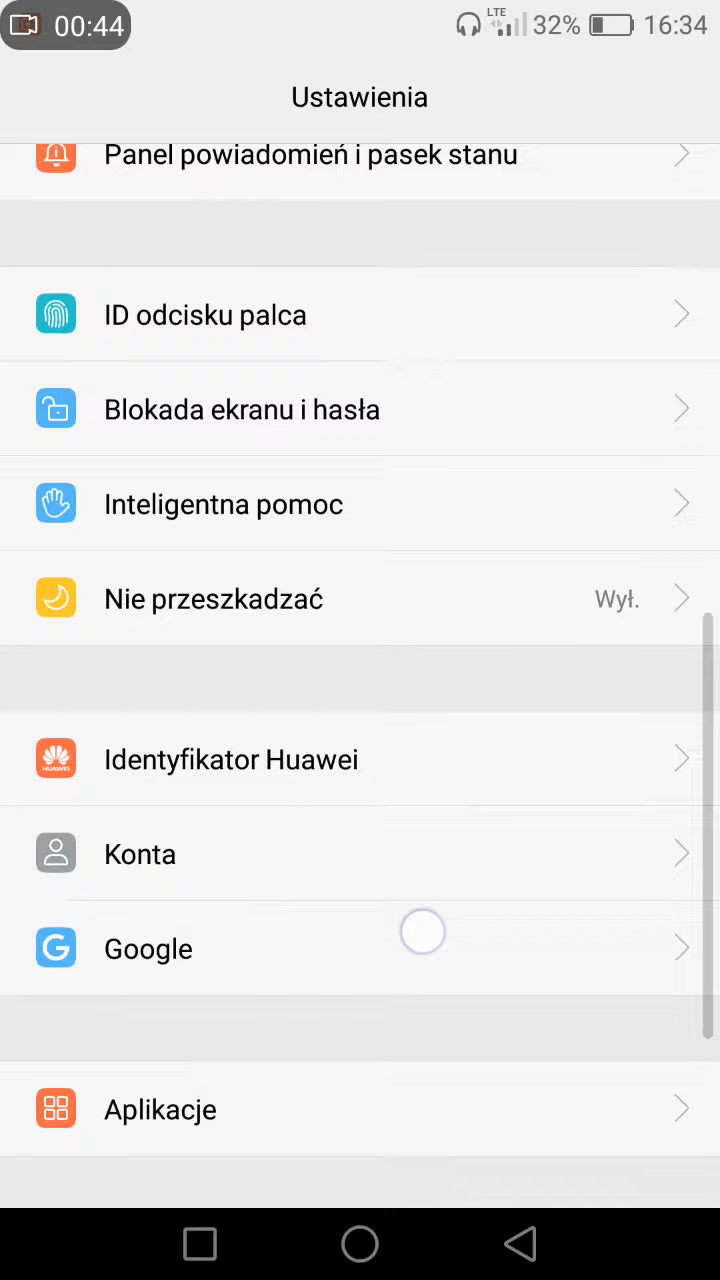 00:44 LTE 32% 16:34
Ustawienia
Panel powiadomień i pasek stanu
ID odcisku palca
Blokada ekranu i hasła
Inteligentna pomoc
Nie przeszkadzać Wył.
HUAWEI
Identyfikator Huawei
Konta
G Google
Aplikacje